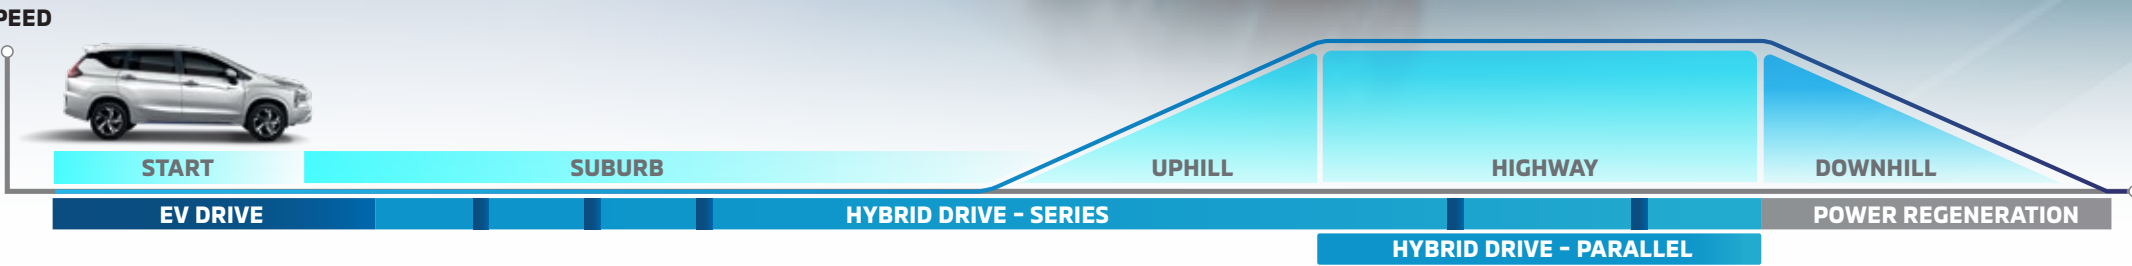 PEED
START SUBURB UPHILL HIGHWAY DOWNHILL
EV DRIVE HYBRID DRIVE – SERIES POWER REGENERATION
HYBRID DRIVE – PARALLEL